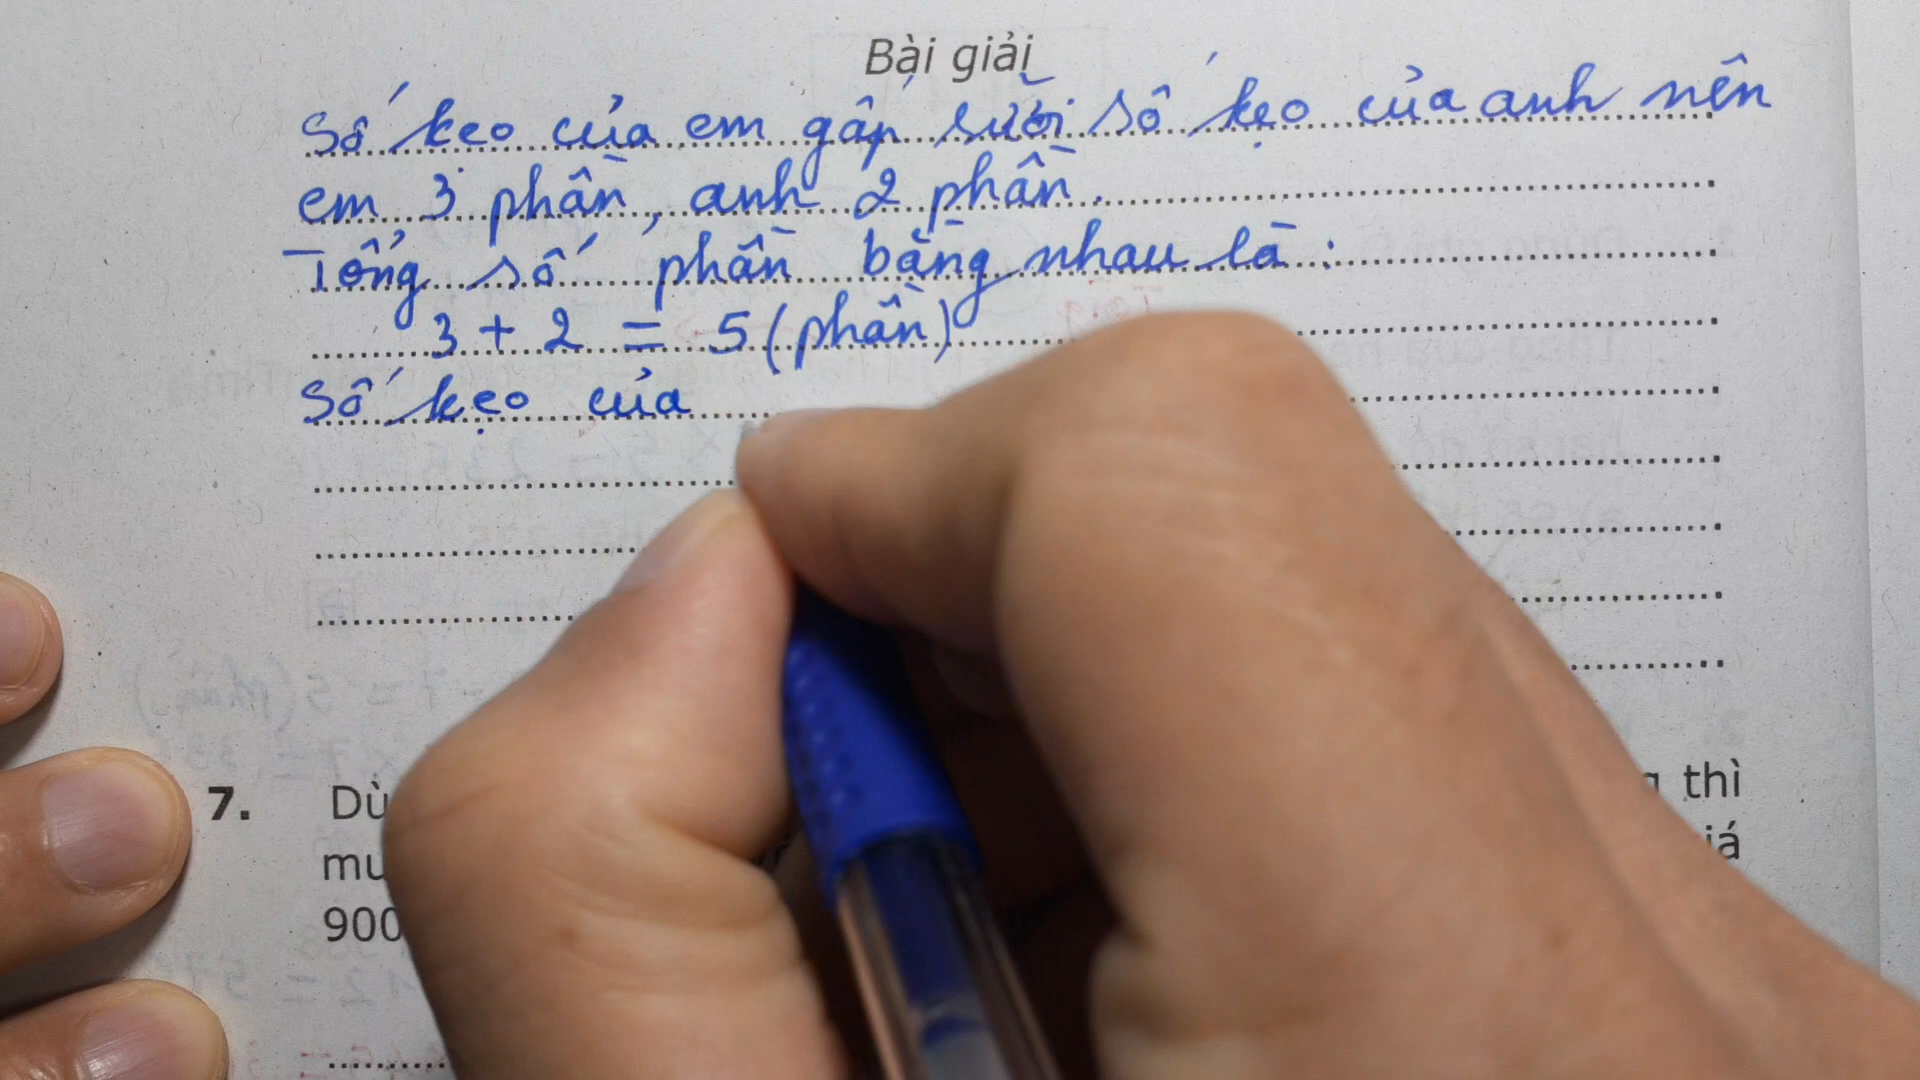 Bài giải
Số kẹo của em gấp rưỡi số kẹo của anh nên
em 3 phần, anh 2 phần.
Tổng số phần bằng nhau là:
3 + 2 = 5 (phần)
Số kẹo của
7. Dù thì
mu iá
900